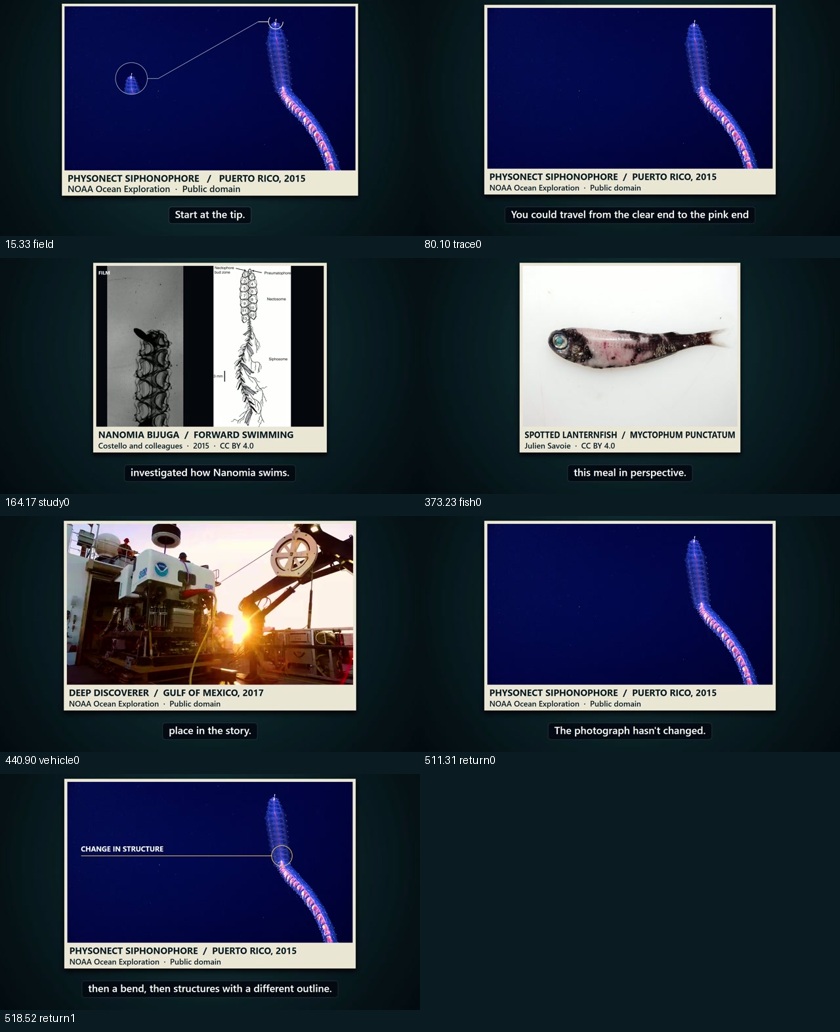 PHYSONECT SIPHONOPHORE / PUERTO RICO, 2015
NOAA Ocean Exploration · Public domain
Start at the tip.
15.33 field
PHYSONECT SIPHONOPHORE / PUERTO RICO, 2015
NOAA Ocean Exploration · Public domain
You could travel from the clear end to the pink end
80.10 trace0
FILM
Nectophore
bud zone
Pneumatophore
Nectosome
Siphosome
NANOMIA BIJUGA / FORWARD SWIMMING
Costello and colleagues · 2015 · CC BY 4.0
investigated how Nanomia swims.
164.17 study0
SPOTTED LANTERNFISH / MYCTOPHUM PUNCTATUM
Julien Savoie / CC BY 4.0
this meal in perspective.
373.23 fish0
DEEP DISCOVERER / GULF OF MEXICO, 2017
NOAA Ocean Exploration · Public domain
place in the story.
440.90 vehicle0
PHYSONECT SIPHONOPHORE / PUERTO RICO, 2015
NOAA Ocean Exploration · Public domain
The photograph hasn't changed.
511.31 return0
CHANGE IN STRUCTURE
PHYSONECT SIPHONOPHORE / PUERTO RICO, 2015
NOAA Ocean Exploration · Public domain
then a bend, then structures with a different outline.
518.52 return1